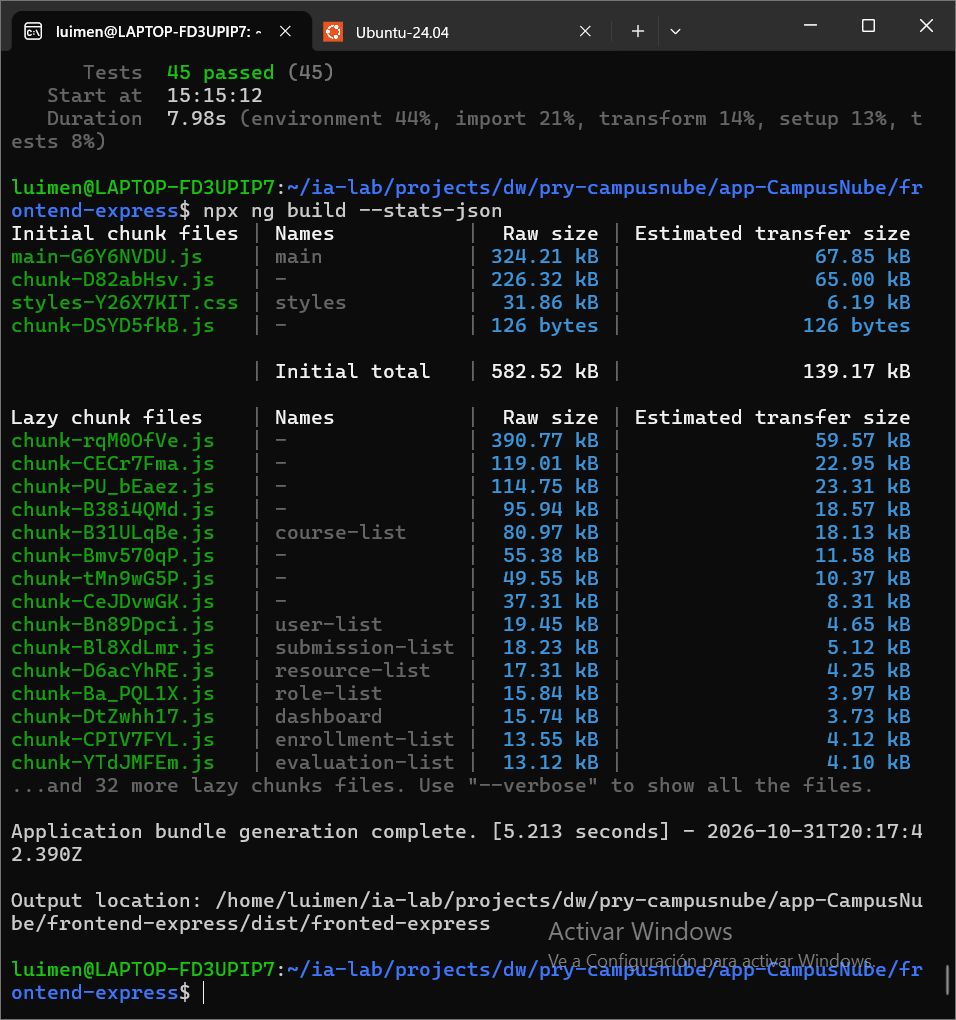 luimen@LAPTOP-FD3UPIP7: ~
Ubuntu-24.04
Tests 45 passed (45)
Start at 15:15:12
Duration 7.98s (environment 44%, import 21%, transform 14%, setup 13%, t
ests 8%)
luimen@LAPTOP-FD3UPIP7:~/ia-lab/projects/dw/pry-campusnube/app-CampusNube/fr
ontend-express$ npx ng build --stats-json
Initial chunk files | Names | Raw size | Estimated transfer size
main-G6Y6NVDU.js | main | 324.21 kB | 67.85 kB
chunk-D82abHsv.js | - | 226.32 kB | 65.00 kB
styles-Y26X7KIT.css | styles | 31.86 kB | 6.19 kB
chunk-DSYD5fkB.js | - | 126 bytes | 126 bytes
| Initial total | 582.52 kB | 139.17 kB
Lazy chunk files | Names | Raw size | Estimated transfer size
chunk-rqM0OfVe.js | - | 390.77 kB | 59.57 kB
chunk-CECr7Fma.js | - | 119.01 kB | 22.95 kB
chunk-PU_bEaez.js | - | 114.75 kB | 23.31 kB
chunk-B38i4QMd.js | - | 95.94 kB | 18.57 kB
chunk-B31ULqBe.js | course-list | 80.97 kB | 18.13 kB
chunk-Bmv570qP.js | - | 55.38 kB | 11.58 kB
chunk-tMn9wG5P.js | - | 49.55 kB | 10.37 kB
chunk-CeJDvwGK.js | - | 37.31 kB | 8.31 kB
chunk-Bn89Dpci.js | user-list | 19.45 kB | 4.65 kB
chunk-Bl8XdLmr.js | submission-list | 18.23 kB | 5.12 kB
chunk-D6acYhRE.js | resource-list | 17.31 kB | 4.25 kB
chunk-Ba_PQL1X.js | role-list | 15.84 kB | 3.97 kB
chunk-DtZwhh17.js | dashboard | 15.74 kB | 3.73 kB
chunk-CPIV7FYL.js | enrollment-list | 13.55 kB | 4.12 kB
chunk-YTdJMFEm.js | evaluation-list | 13.12 kB | 4.10 kB
...and 32 more lazy chunks files. Use "--verbose" to show all the files.
Application bundle generation complete. [5.213 seconds] - 2026-10-31T20:17:4
2.390Z
Output location: /home/luimen/ia-lab/projects/dw/pry-campusnube/app-CampusNu
be/frontend-express/dist/fronted-express
Activar Windows
Ve a Configuración para activar Windows.
luimen@LAPTOP-FD3UPIP7:~/ia-lab/projects/dw/pry-campusnube/app-CampusNube/fr
ontend-express$